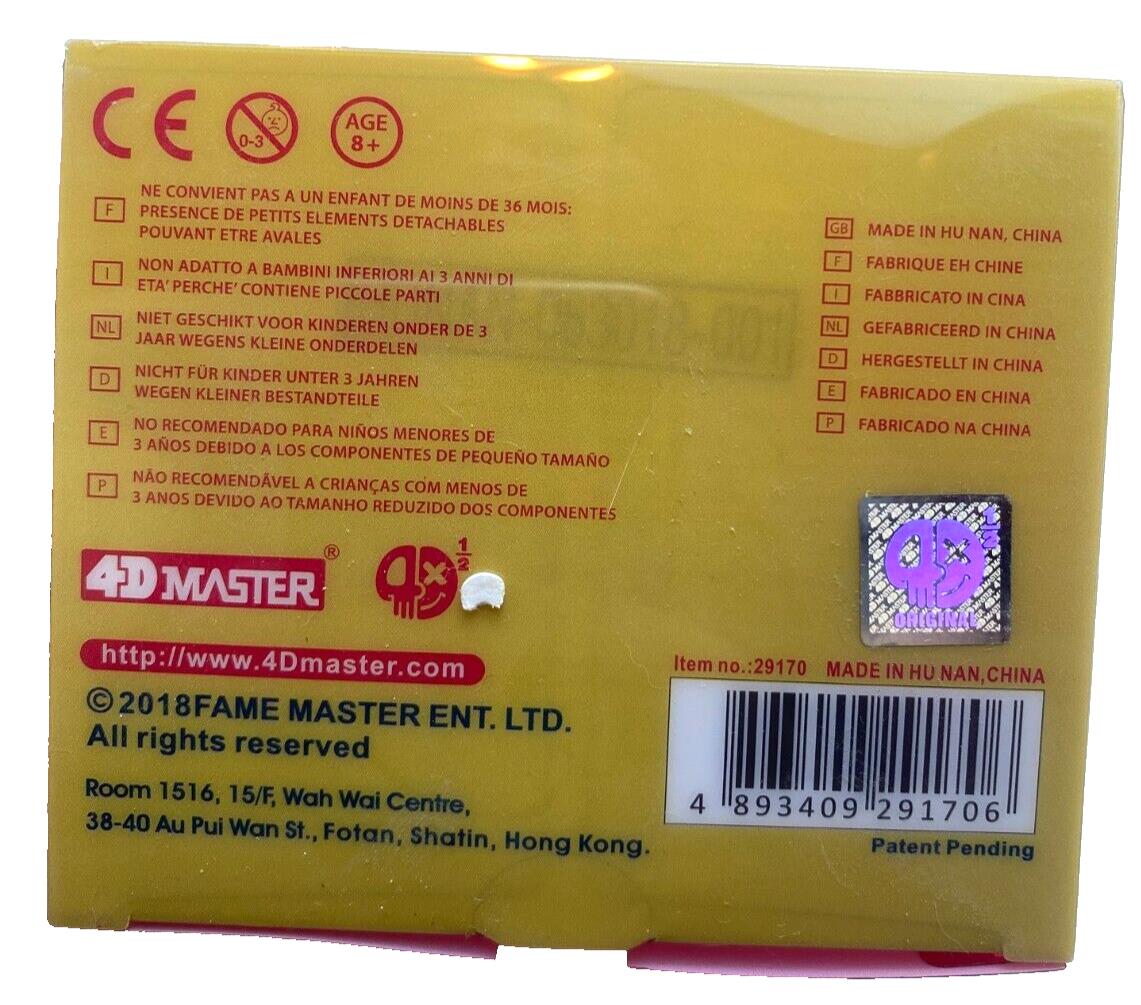 CE
0-3
AGE
8+
F
NE CONVIENT PAS A UN ENFANT DE MOINS DE 36 MOIS:
PRESENCE DE PETITS ELEMENTS DETACHABLES
POUVANT ETRE AVALES
I
NON ADATTO A BAMBINI INFERIORI AI 3 ANNI DI
ETA' PERCHE' CONTIENE PICCOLE PARTI
NL
NIET GESCHIKT VOOR KINDEREN ONDER DE 3
JAAR WEGENS KLEINE ONDERDELEN
D
NICHT FÜR KINDER UNTER 3 JAHREN
WEGEN KLEINER BESTANDTEILE
E
NO RECOMENDADO PARA NIÑOS MENORES DE
3 AÑOS DEBIDO A LOS COMPONENTES DE PEQUEÑO TAMAÑO
P
NÃO RECOMENDÃVEL A CRIANÇAS COM MENOS DE
3 ANOS DEVIDO AO TAMANHO REDUZIDO DOS COMPONENTES
GB MADE IN HU NAN, CHINA
F FABRIQUE EH CHINE
I FABBRICATO IN CINA
NL GEFABRICEERD IN CHINA
D HERGESTELLT IN CHINA
E FABRICADO EN CHINA
P FABRICADO NA CHINA
4D MASTER®
4D 1/2
4D
ORIGINAL
http://www.4Dmaster.com
©2018FAME MASTER ENT. LTD.
All rights reserved
Room 1516, 15/F, Wah Wai Centre,
38-40 Au Pui Wan St., Fotan, Shatin, Hong Kong.
Item no.:29170 MADE IN HU NAN,CHINA
4 893409 291706
Patent Pending